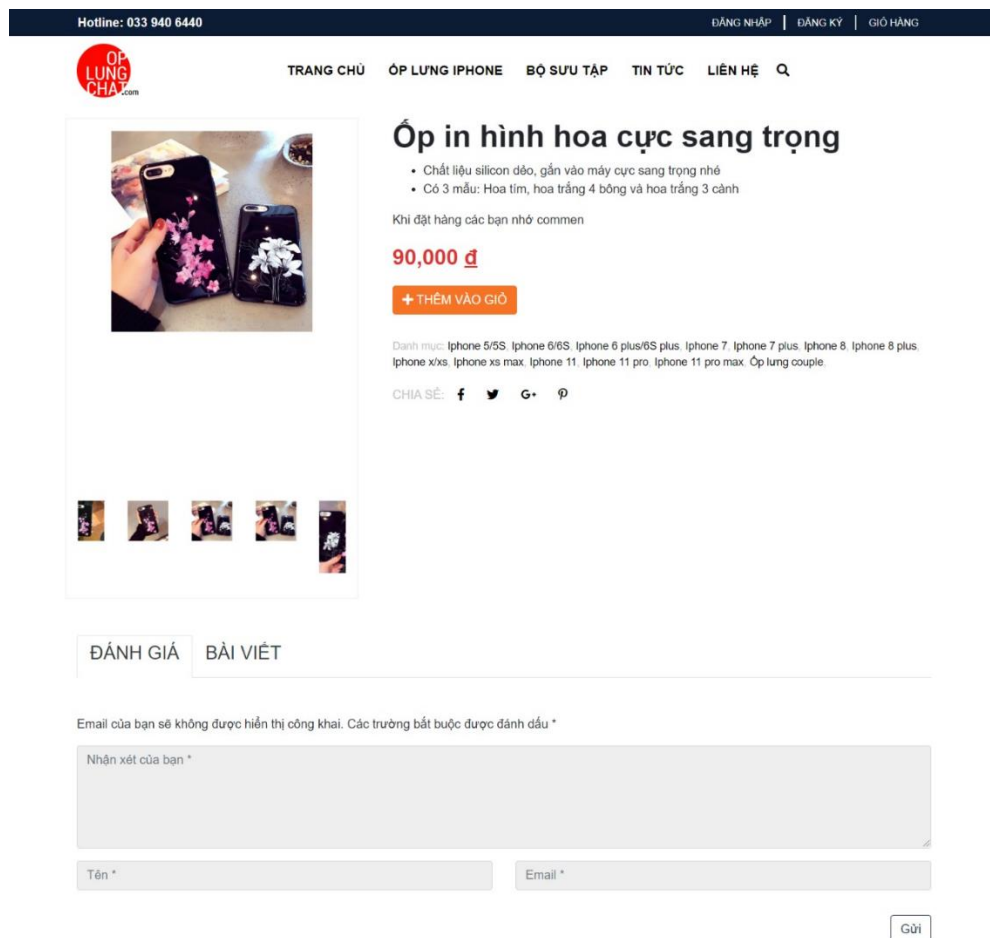 Hotline: 033 940 6440
ĐĂNG NHẬP | ĐĂNG KÝ | GIỎ HÀNG
OP
LUNG
CHAT.com
TRANG CHỦ ỐP LƯNG IPHONE BỘ SƯU TẬP TIN TỨC LIÊN HỆ
Ốp in hình hoa cực sang trọng
• Chất liệu silicon dẻo, gắn vào máy cực sang trọng nhé
• Có 3 mẫu: Hoa tím, hoa trắng 4 bông và hoa trắng 3 cành
Khi đặt hàng các bạn nhớ commen
90,000 đ
+ THÊM VÀO GIỎ
Danh mục: Iphone 5/5S, Iphone 6/6S, Iphone 6 plus/6S plus, Iphone 7, Iphone 7 plus, Iphone 8, Iphone 8 plus,
Iphone x/xs, Iphone xs max, Iphone 11, Iphone 11 pro, Iphone 11 pro max, Ốp lưng couple,
CHIA SẺ: f G+
ĐÁNH GIÁ BÀI VIẾT
Email của bạn sẽ không được hiển thị công khai. Các trường bắt buộc được đánh dấu *
Nhận xét của bạn *
Tên * Email *
Gửi